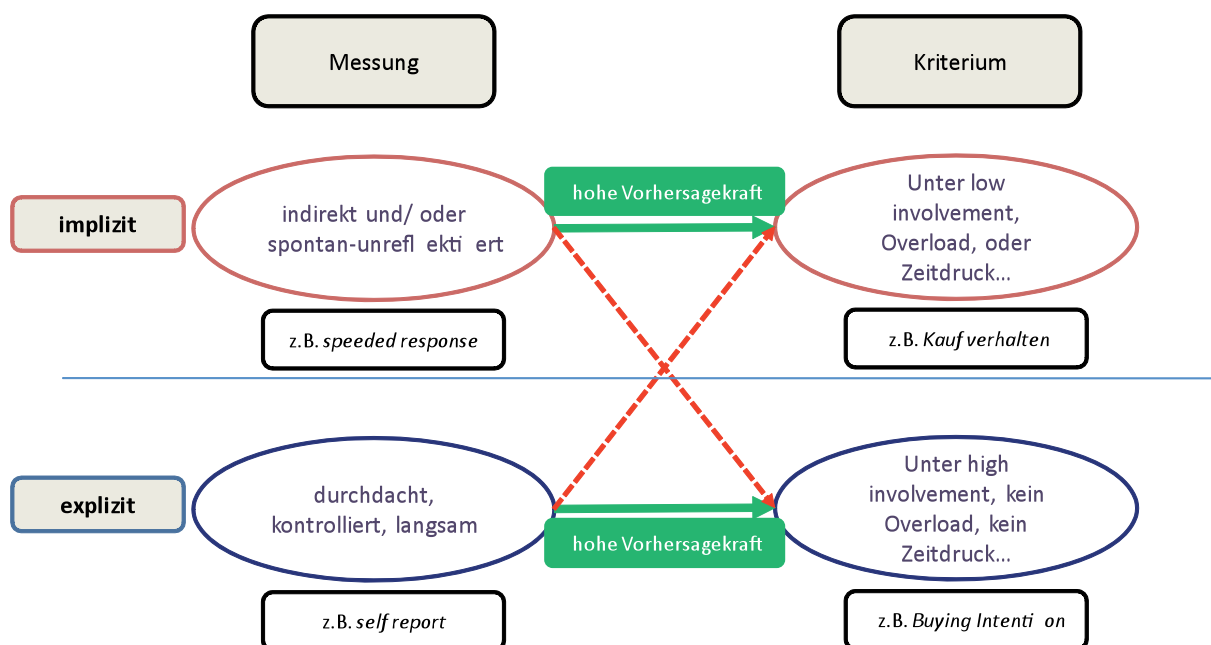 Messung
Kriterium
implizit
indirekt und/ oder
spontan-unrefl ekti ert
hohe Vorhersagekraft
Unter low
involvement,
Overload, oder
Zeitdruck...
z.B. speeded response
z.B. Kauf verhalten
explizit
durchdacht,
kontrolliert, langsam
hohe Vorhersagekraft
Unter high
involvement, kein
Overload, kein
Zeitdruck...
z.B. self report
z.B. Buying Intenti on